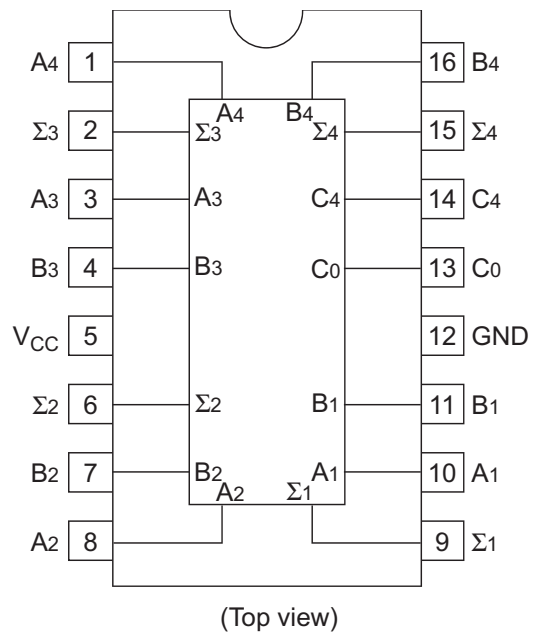 A4 1 16 B4
A4 B4
Σ3 2 Σ3 Σ4 15 Σ4
A3 3 A3 C4 14 C4
B3 4 B3 C0 13 C0
VCC 5 12 GND
Σ2 6 Σ2 B1 11 B1
B2 7 B2 A1 10 A1
A2 Σ1
A2 8 9 Σ1
(Top view)